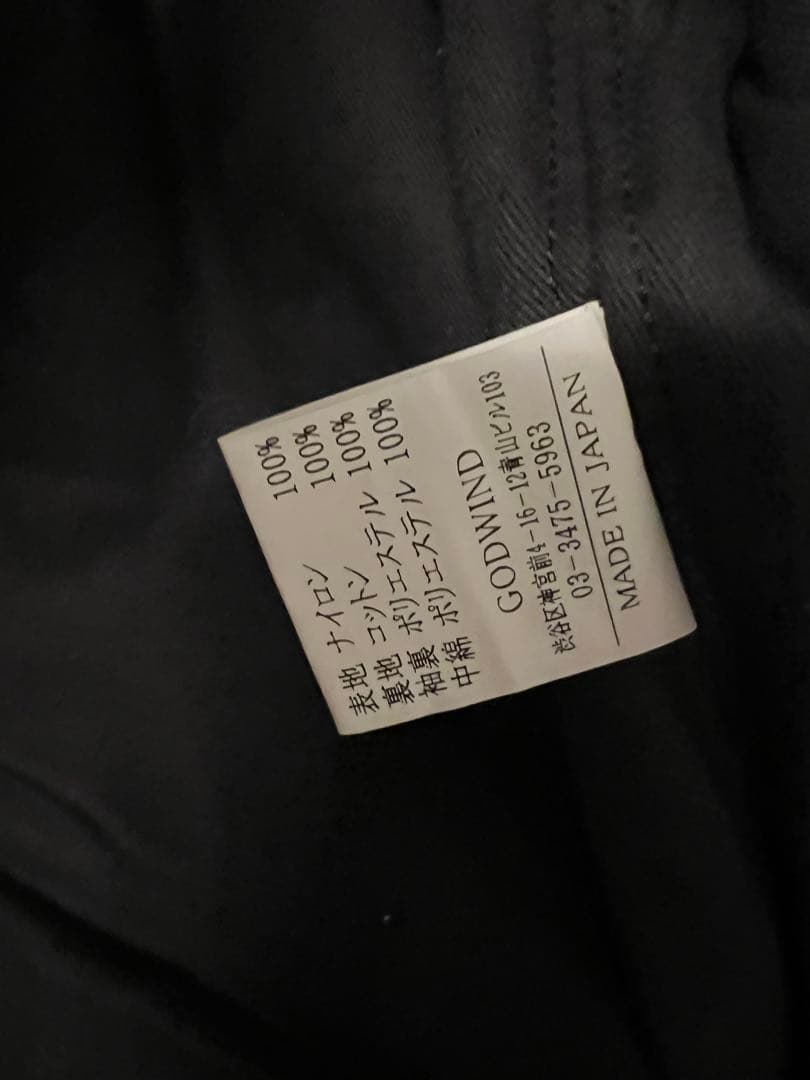 表地 ナイロン 100%
裏地 コットン 100%
袖裏 ポリエステル 100%
中綿 ポリエステル 100%
GODWIND
渋谷区神宮前4-16-12青山ビル103
03-3475-5963
MADE IN JAPAN